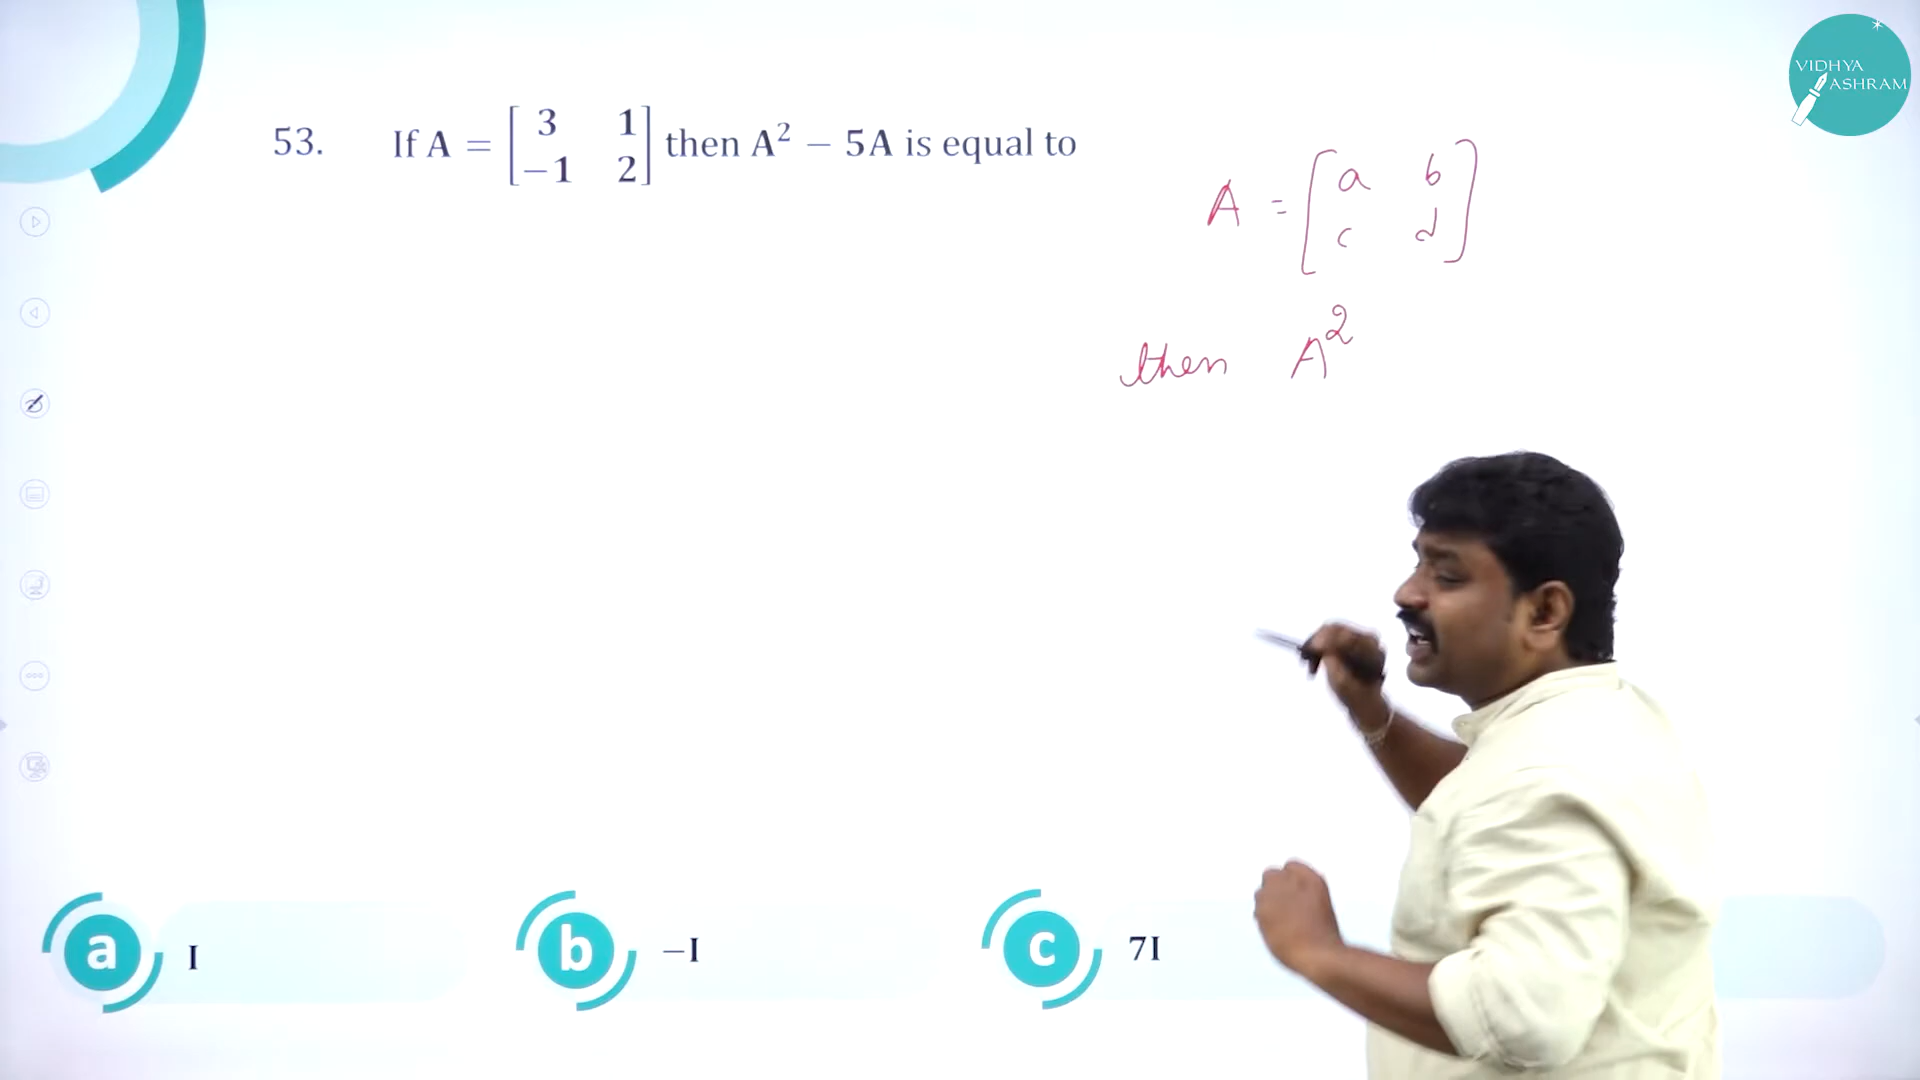 VIDHYA
ASHRAM
53. If A = [ 3 1 ; −1 2 ] then A² − 5A is equal to
A = [ a b ; c d ]
then A²
a I
b −I
c 7I